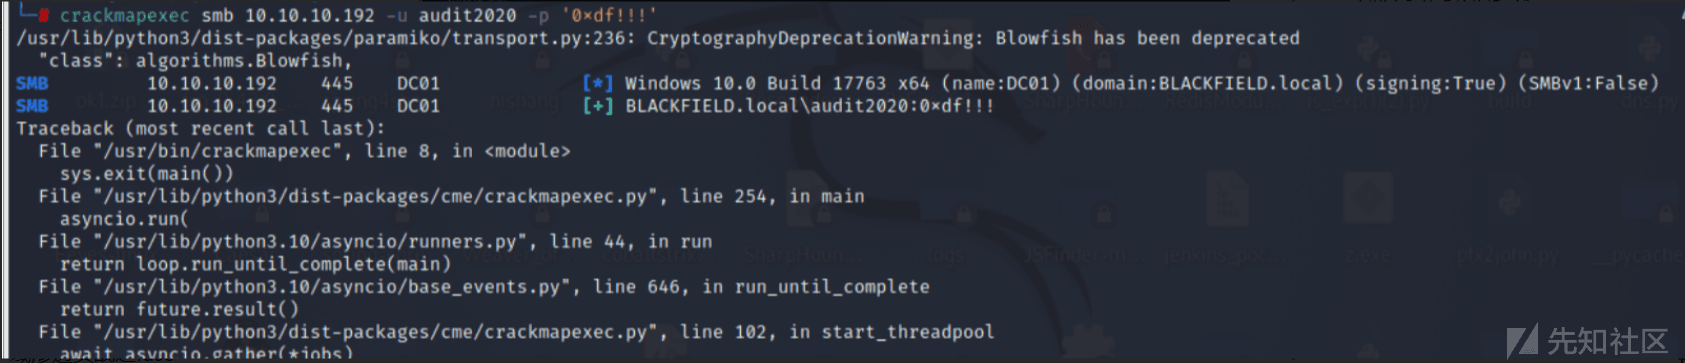 crackmapexec smb 10.10.10.192 -u audit2020 -p '0×df!!!'
/usr/lib/python3/dist-packages/paramiko/transport.py:236: CryptographyDeprecationWarning: Blowfish has been deprecated
"class": algorithms.Blowfish,
SMB 10.10.10.192 445 DC01 [*] Windows 10.0 Build 17763 x64 (name:DC01) (domain:BLACKFIELD.local) (signing:True) (SMBv1:False)
SMB 10.10.10.192 445 DC01 [+] BLACKFIELD.local\audit2020:0×df!!!
Traceback (most recent call last):
File "/usr/bin/crackmapexec", line 8, in <module>
sys.exit(main())
File "/usr/lib/python3/dist-packages/cme/crackmapexec.py", line 254, in main
asyncio.run(
File "/usr/lib/python3.10/asyncio/runners.py", line 44, in run
return loop.run_until_complete(main)
File "/usr/lib/python3.10/asyncio/base_events.py", line 646, in run_until_complete
return future.result()
File "/usr/lib/python3/dist-packages/cme/crackmapexec.py", line 102, in start_threadpool
await asyncio.gather(*jobs)
先知社区